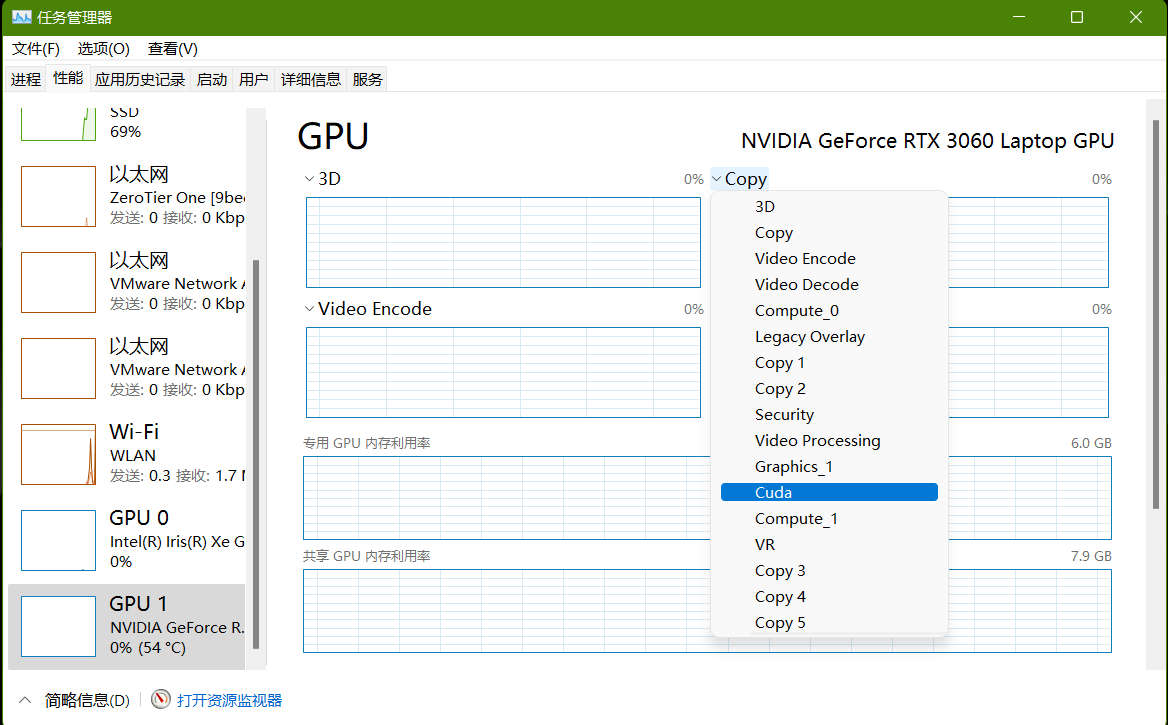 任务管理器
文件(F) 选项(O) 查看(V)
进程 性能 应用历史记录 启动 用户 详细信息 服务
SSD
69%
以太网
ZeroTier One [9bee
发送: 0 接收: 0 Kbp
以太网
VMware Network A
发送: 0 接收: 0 Kbp
以太网
VMware Network A
发送: 0 接收: 0 Kbp
Wi-Fi
WLAN
发送: 0.3 接收: 1.7 M
GPU 0
Intel(R) Iris(R) Xe G
0%
GPU 1
NVIDIA GeForce R.
0% (54 °C)
GPU
NVIDIA GeForce RTX 3060 Laptop GPU
3D 0%
Copy 0%
Video Encode 0%
0%
专用 GPU 内存利用率 6.0 GB
共享 GPU 内存利用率 7.9 GB
3D
Copy
Video Encode
Video Decode
Compute_0
Legacy Overlay
Copy 1
Copy 2
Security
Video Processing
Graphics_1
Cuda
Compute_1
VR
Copy 3
Copy 4
Copy 5
简略信息(D) 打开资源监视器